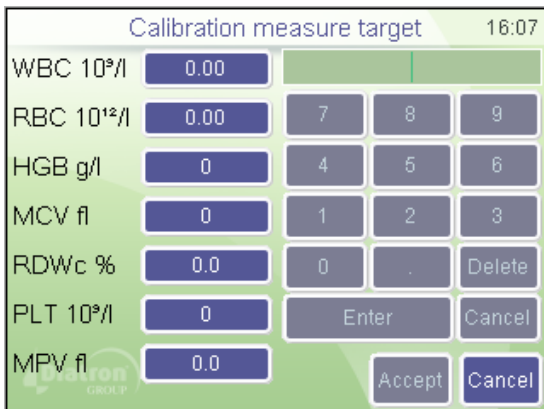 Calibration measure target 16:07
WBC 10⁹/l 0.00
RBC 10¹²/l 0.00 7 8 9
HGB g/l 0 4 5 6
MCV fl 0 1 2 3
RDWc % 0.0 0 . Delete
PLT 10⁹/l 0 Enter Cancel
MPV fl 0.0 Accept Cancel
Diatron
GROUP